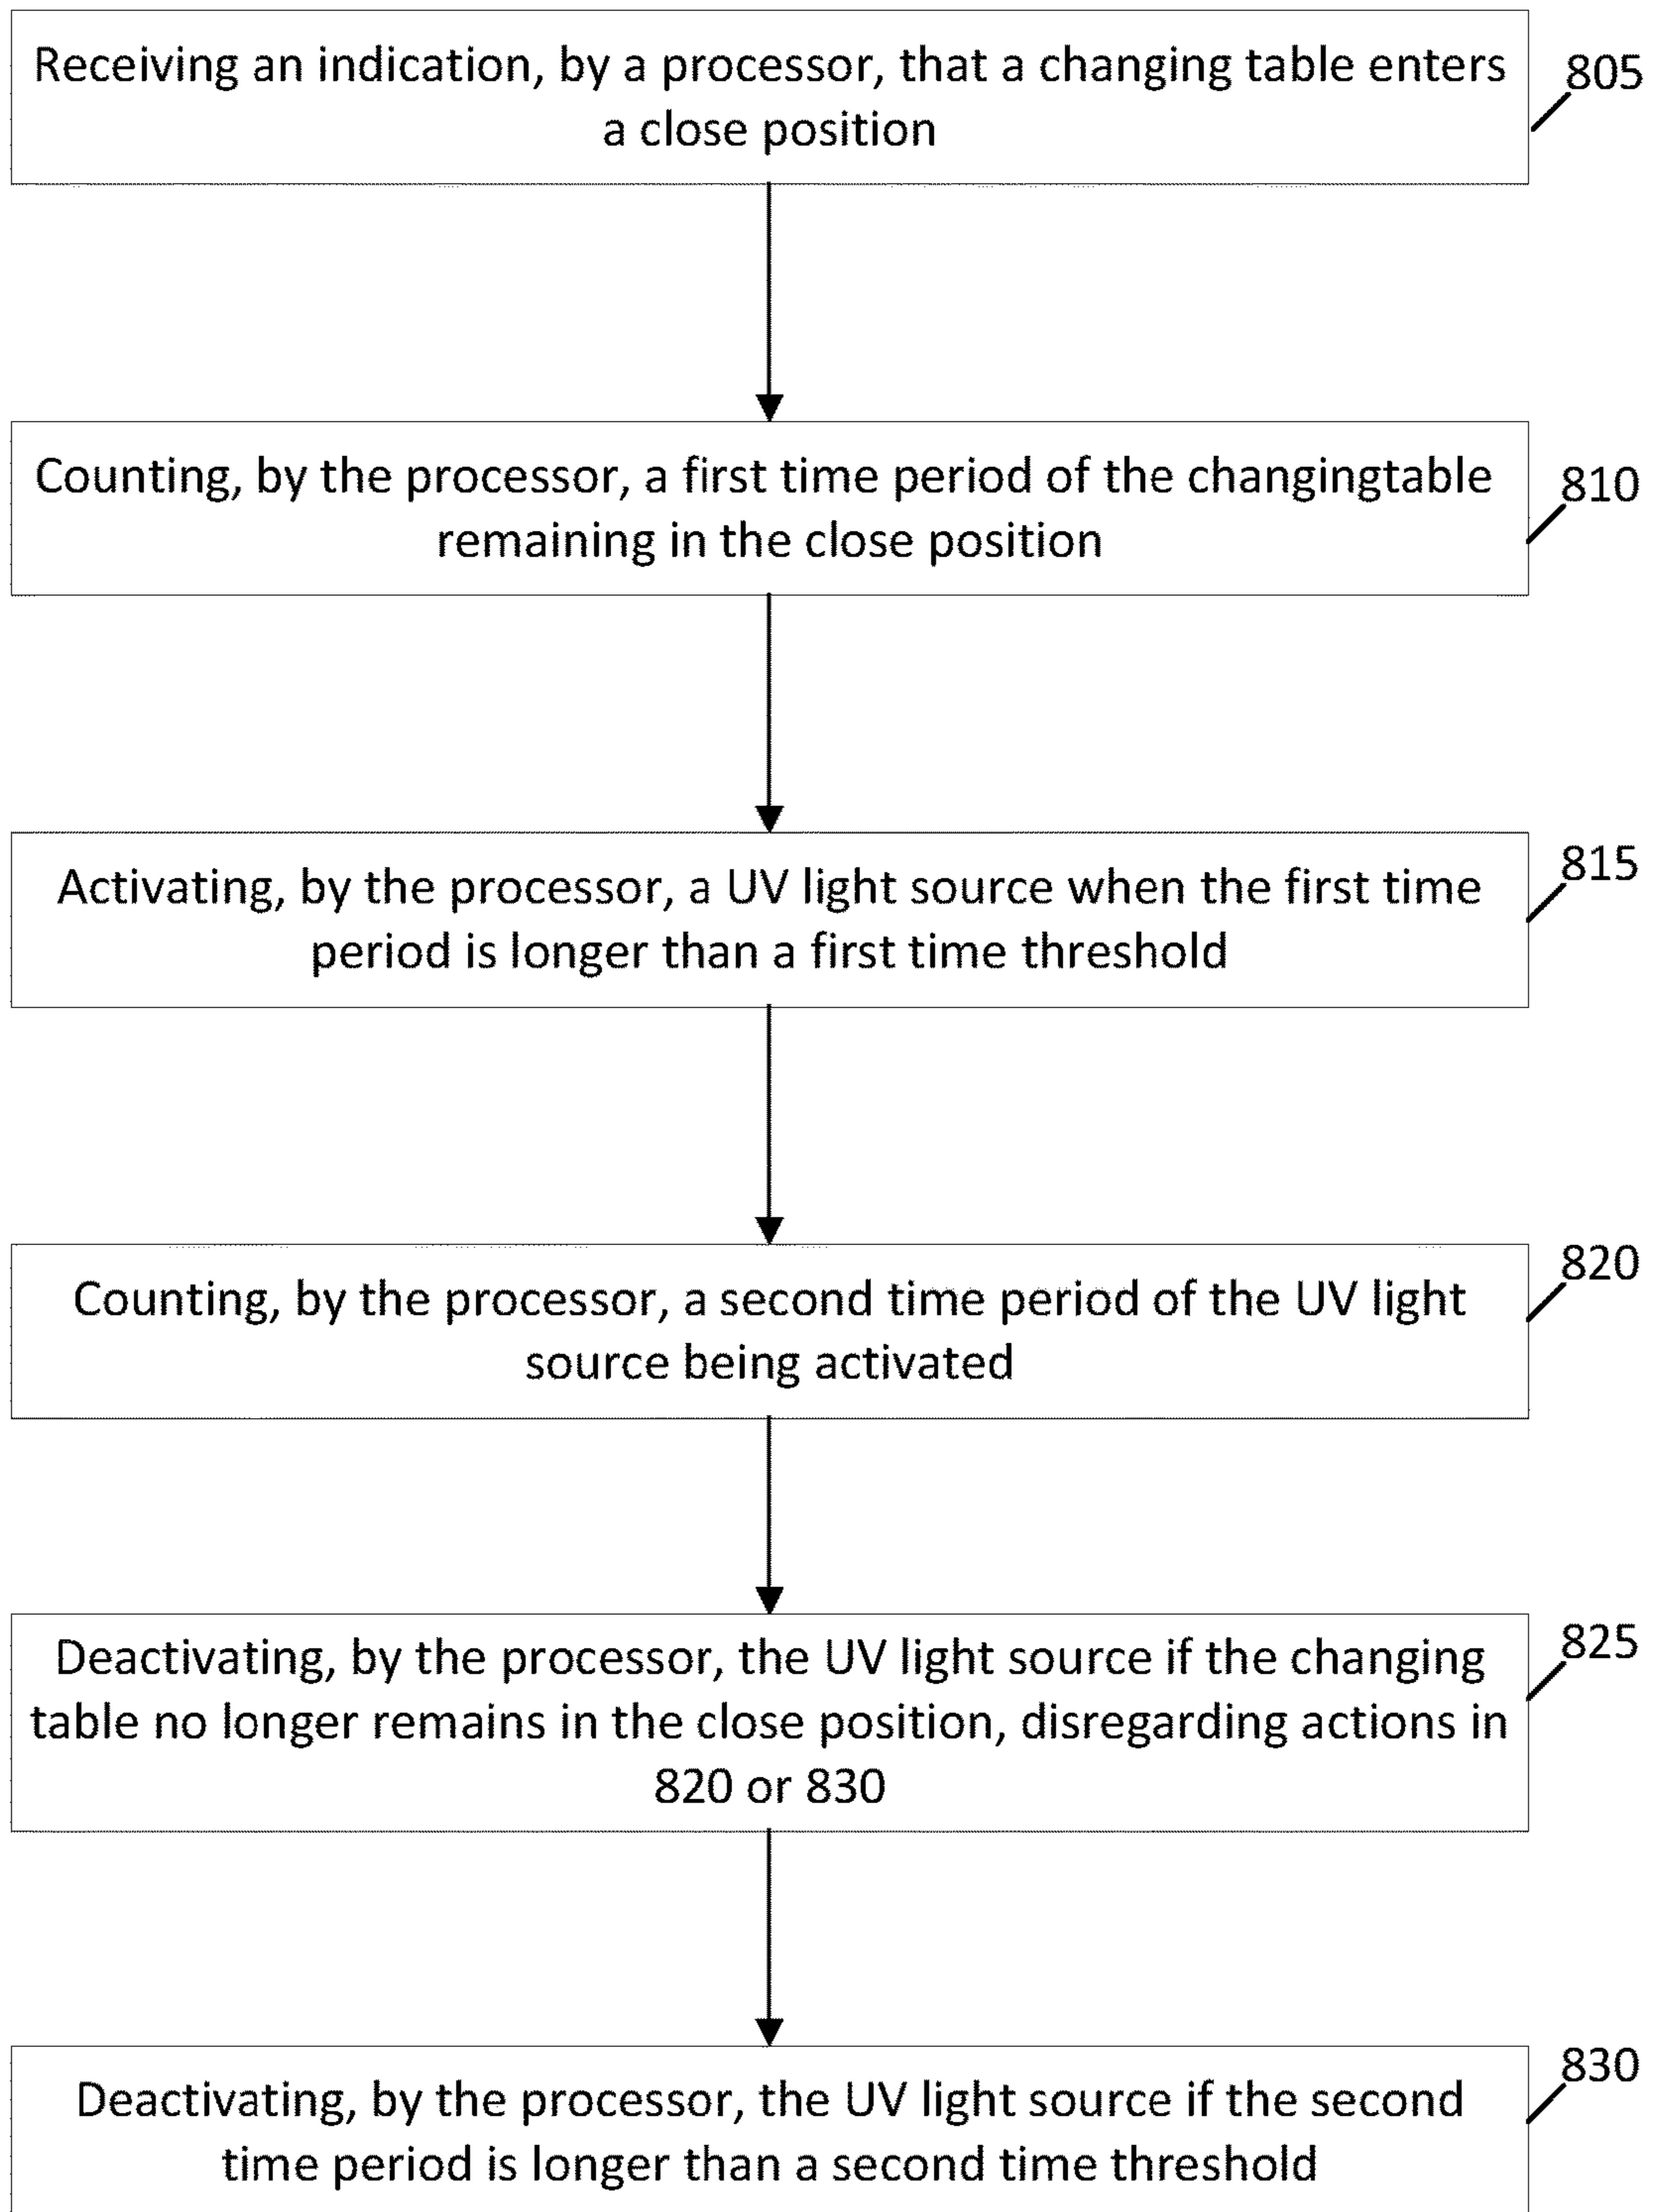 Receiving an indication, by a processor, that a changing table enters
a close position
805
Counting, by the processor, a first time period of the changingtable
remaining in the close position
810
Activating, by the processor, a UV light source when the first time
period is longer than a first time threshold
815
Counting, by the processor, a second time period of the UV light
source being activated
820
Deactivating, by the processor, the UV light source if the changing
table no longer remains in the close position, disregarding actions in
820 or 830
825
Deactivating, by the processor, the UV light source if the second
time period is longer than a second time threshold
830